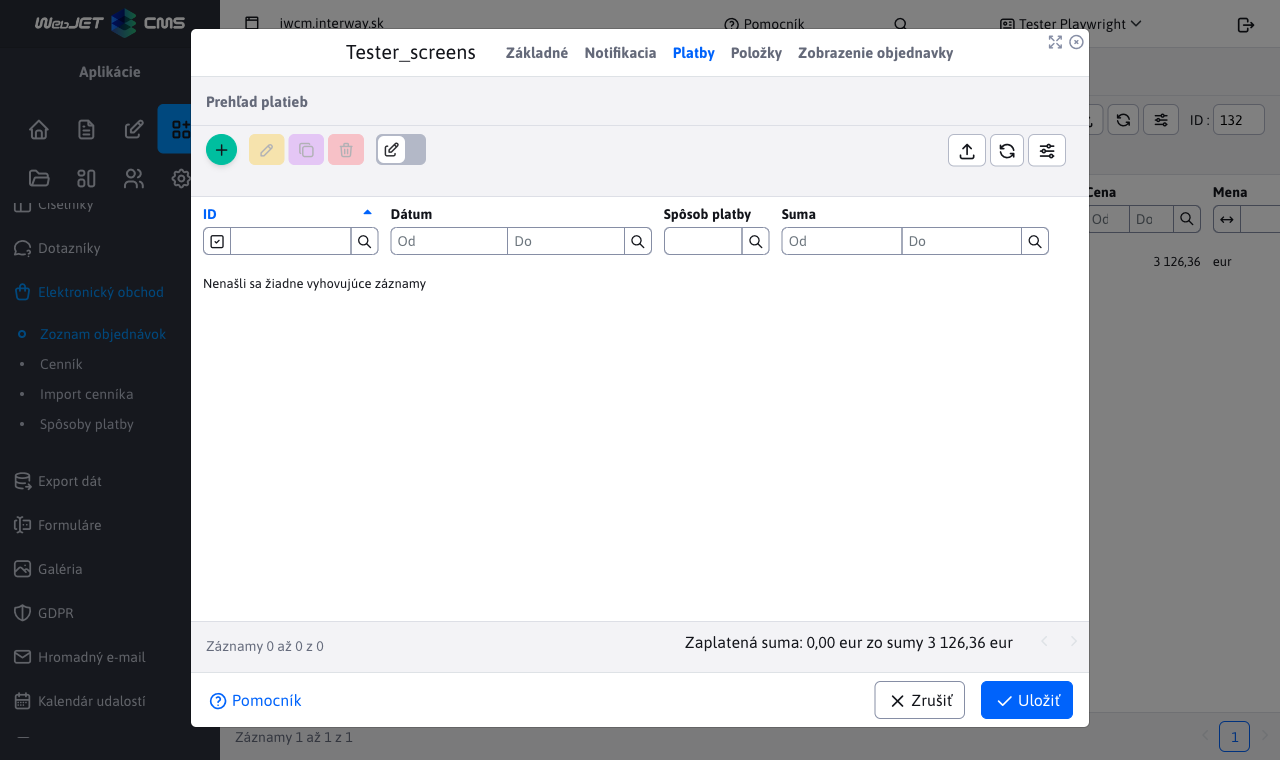 WebJET CMS
iwcm.interway.sk
Pomocník
Tester Playwright
Aplikácie
ID :
132
Číselníky
Dotazníky
Elektronický obchod
Zoznam objednávok
Cenník
Import cenníka
Spôsoby platby
Export dát
Formuláre
Galéria
GDPR
Hromadný e-mail
Kalendár udalostí
Tester_screens
Základné
Notifikacia
Platby
Položky
Zobrazenie objednavky
Prehľad platieb
ID
Dátum
Spôsob platby
Suma
Od
Do
Od
Do
Nenašli sa žiadne vyhovujúce záznamy
Záznamy 0 až 0 z 0
Zaplatená suma: 0,00 eur zo sumy 3 126,36 eur
Pomocník
Zrušiť
Uložiť
Cena
Mena
Od
Do
3 126,36
eur
Záznamy 1 až 1 z 1
1